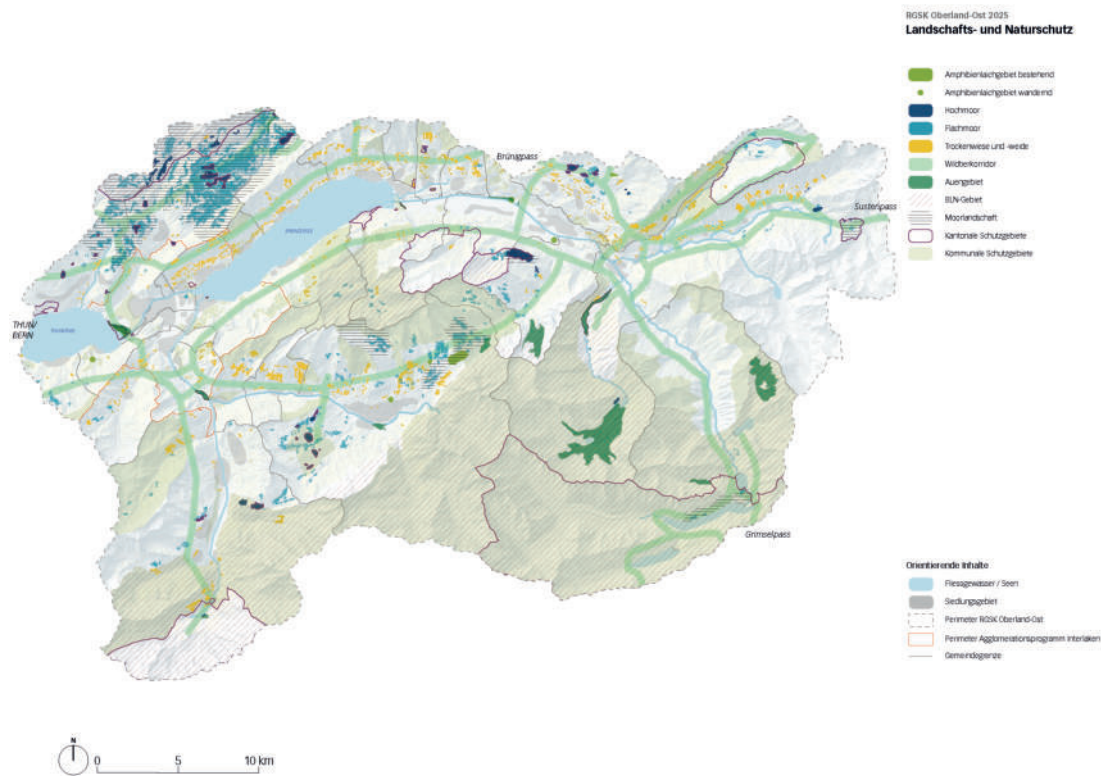 RGSK Oberland-Ost 2025
Landschafts- und Naturschutz
Amphibienlaichgebiet bestehend
Amphibienlaichgebiet wandernd
Hochmoor
Flachmoor
Trockenwiese und -weide
Wildtierkorridor
Auengebiet
BLN-Gebiet
Moorlandschaft
Kantonale Schutzgebiete
Kommunale Schutzgebiete
Brünigpass
Sustenpass
THUN/
BERN
Grimselpass
Orientierende Inhalte
Fliessgewässer / Seen
Siedlungsgebiet
Perimeter RGSK Oberland-Ost
Perimeter Agglomerationsprogramm Interlaken
Gemeindegrenze
N
0 5 10 km